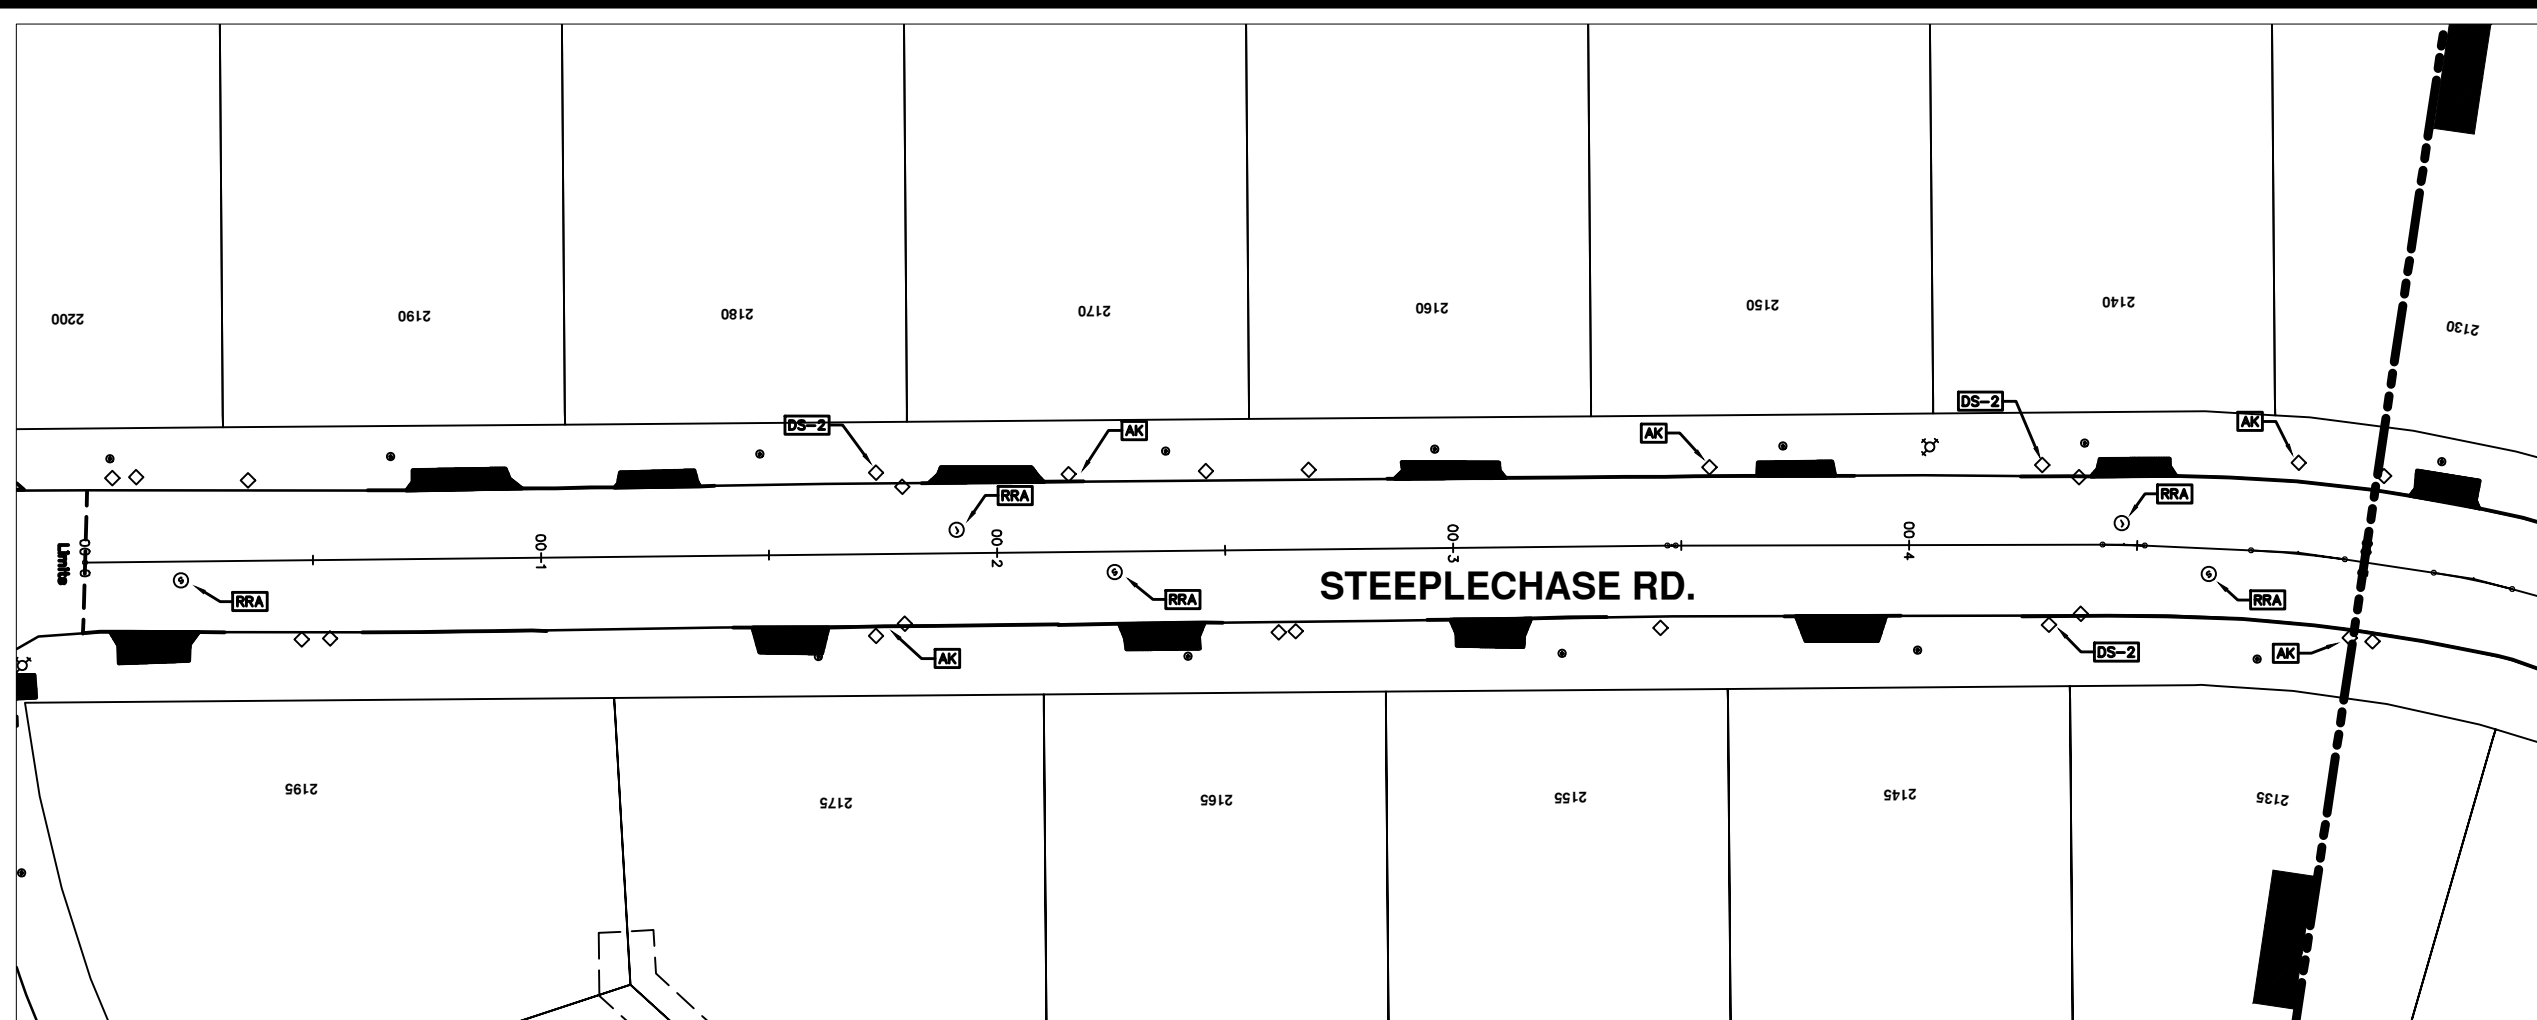 2200
2190
2180
2170
2160
2150
2140
2130
DS-2
AK
AK
DS-2
AK
RRA
RRA
Limits
0+00
1+00
2+00
3+00
4+00
RRA
RRA
RRA
STEEPLECHASE RD.
AK
DS-2
AK
2195
2175
2165
2155
2145
2135